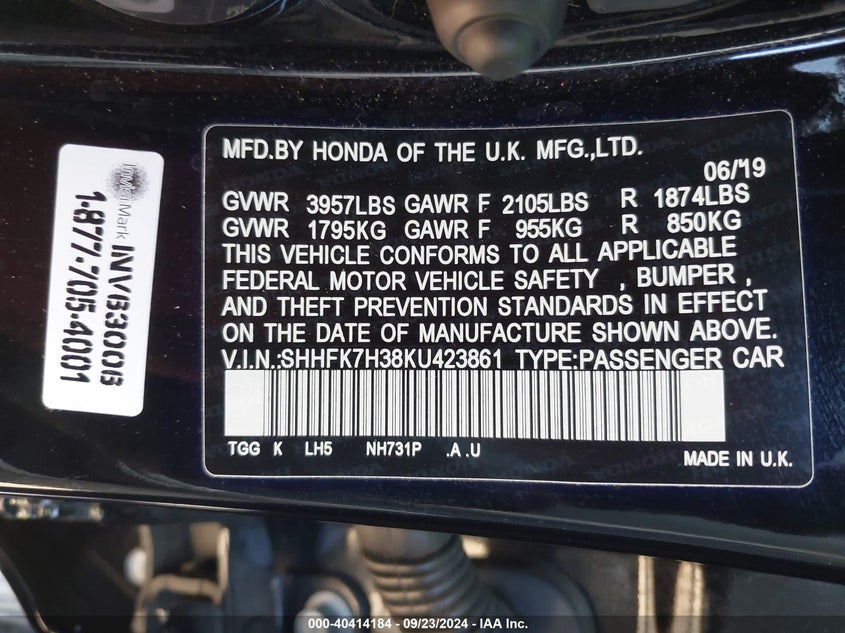 MFD.BY HONDA OF THE U.K. MFG.,LTD.
06/'19
GVWR 3957LBS GAWR F 2105LBS R 1874LBS
GVWR 1795KG GAWR F 955KG R 850KG
THIS VEHICLE CONFORMS TO ALL APPLICABLE
FEDERAL MOTOR VEHICLE SAFETY , BUMPER ,
AND THEFT PREVENTION STANDARDS IN EFFECT
ON THE DATE OF MANUFACTURE SHOWN ABOVE.
V.I.N.:SHHFK7H38KU423861 TYPE:PASSENGER CAR
TGG K LH5 NH731P .A .U
MADE IN U.K.
InvisiMark
INVB3006
1-877-705-4001
000-40414184 - 09/23/2024 - IAA Inc.